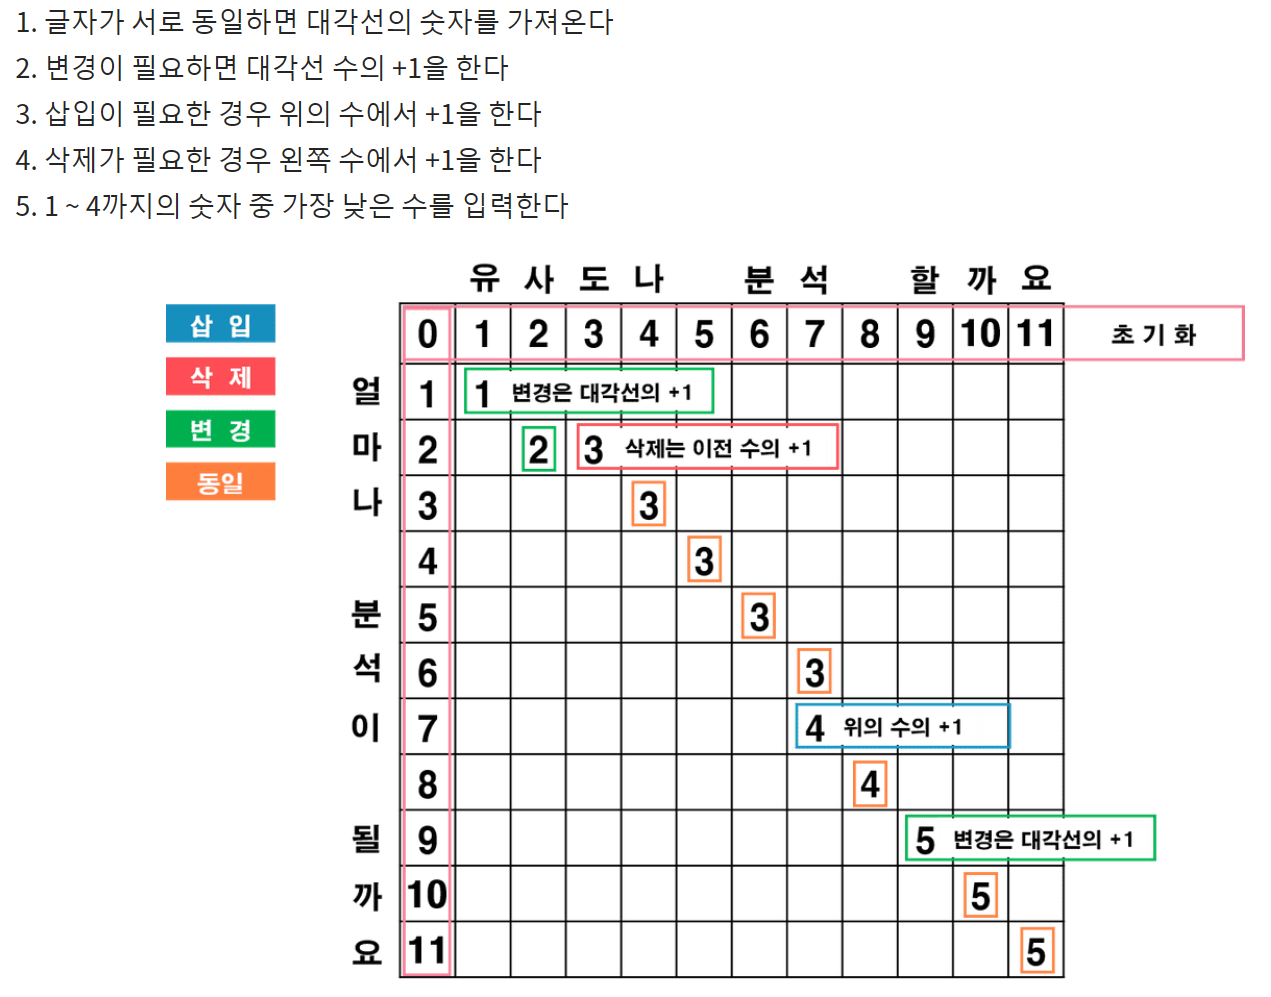 1. 글자가 서로 동일하면 대각선의 숫자를 가져온다
2. 변경이 필요하면 대각선 수의 +1을 한다
3. 삽입이 필요한 경우 위의 수에서 +1을 한다
4. 삭제가 필요한 경우 왼쪽 수에서 +1을 한다
5. 1 ~ 4까지의 숫자 중 가장 낮은 수를 입력한다
유 사 도 나 분 석 할 까 요
삽 입
삭 제
변 경
동일
0 1 2 3 4 5 6 7 8 9 10 11 초 기 화
얼 1 1 변경은 대각선의 +1
마 2 2 3 삭제는 이전 수의 +1
나 3 3
4 3
분 5 3
석 6 3
이 7 4 위의 수의 +1
8 4
될 9 5 변경은 대각선의 +1
까 10 5
요 11 5